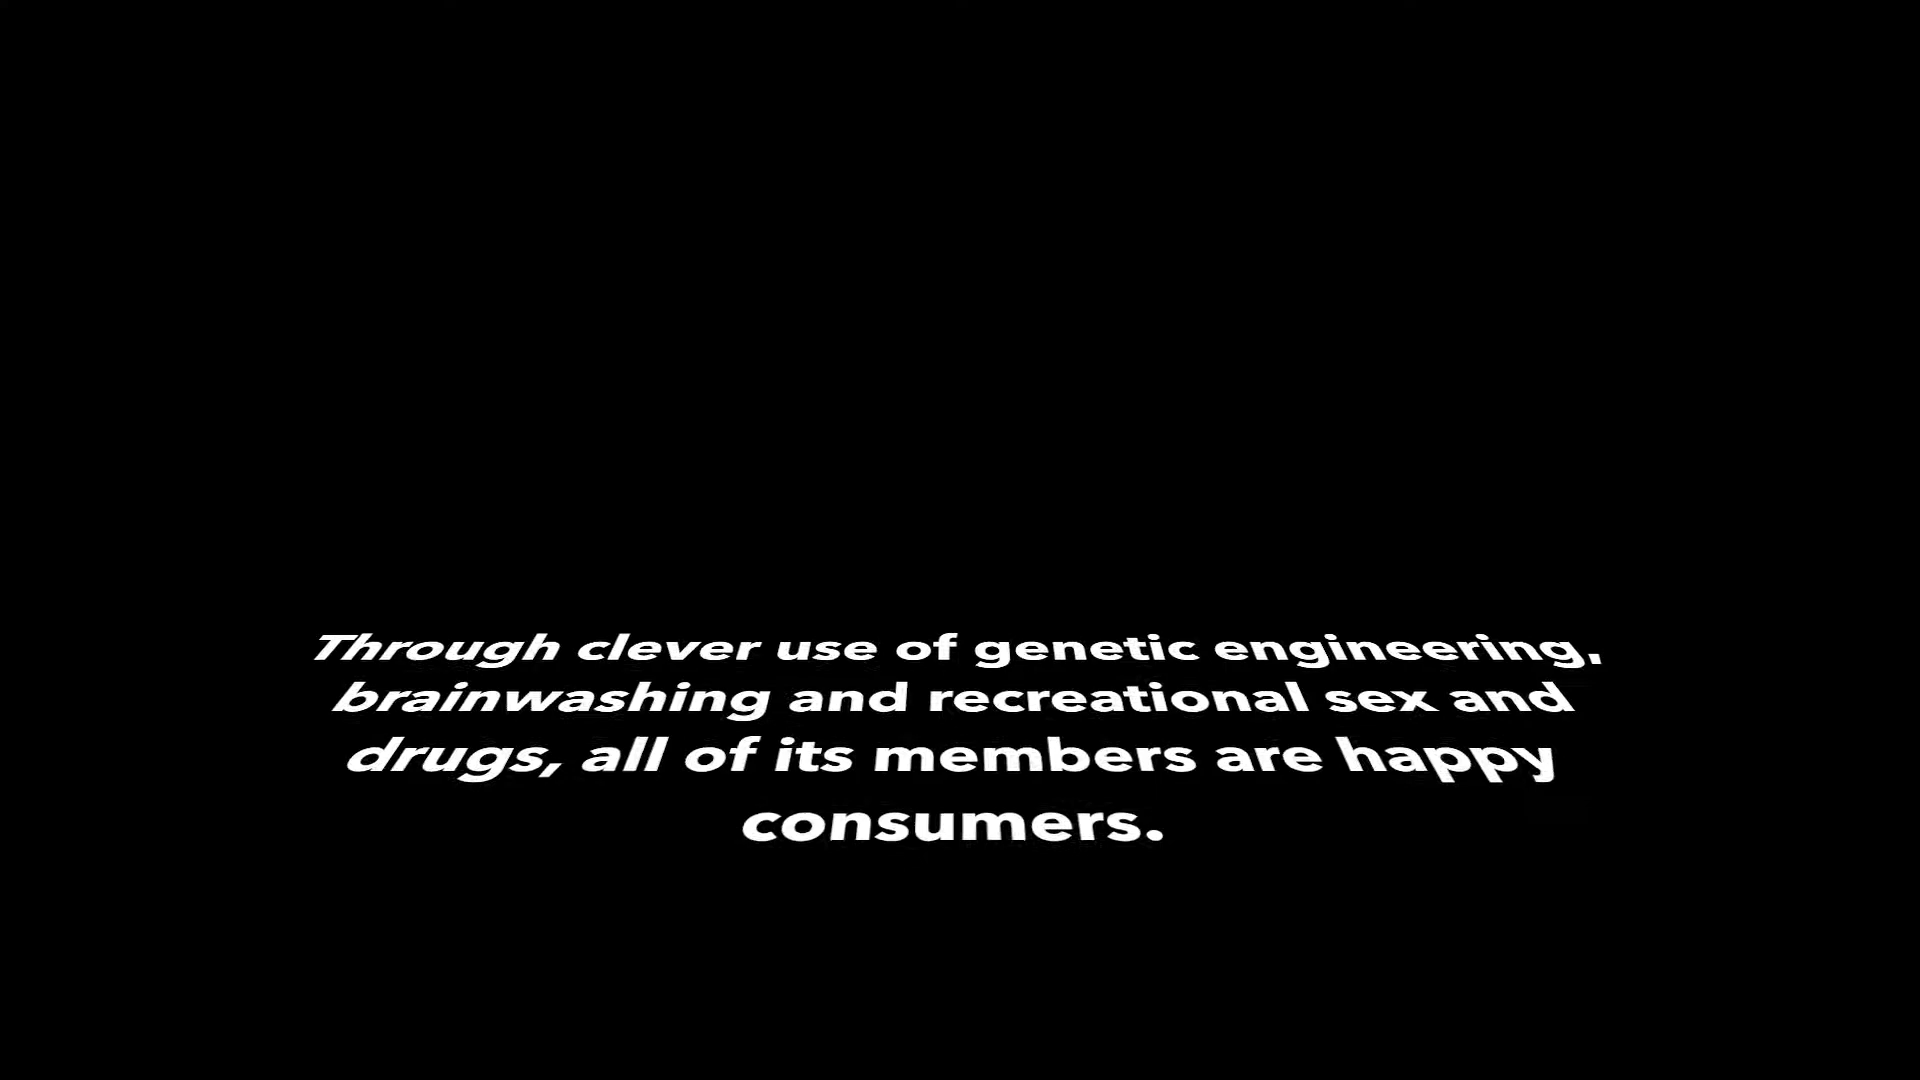 Through clever use of genetic engineering,
brainwashing and recreational sex and
drugs, all of its members are happy
consumers.